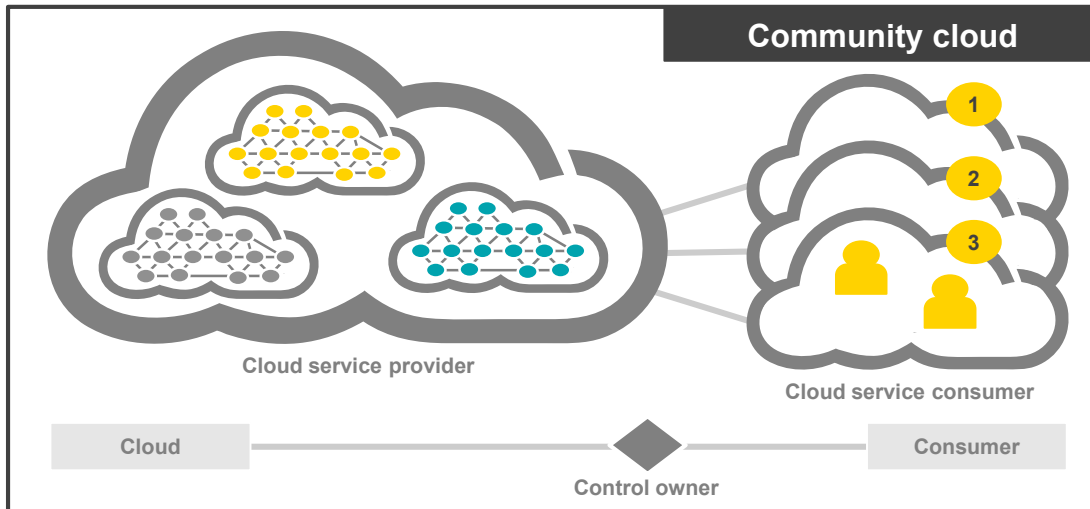 Community cloud
1
2
3
Cloud service provider
Cloud service consumer
Cloud
Consumer
Control owner